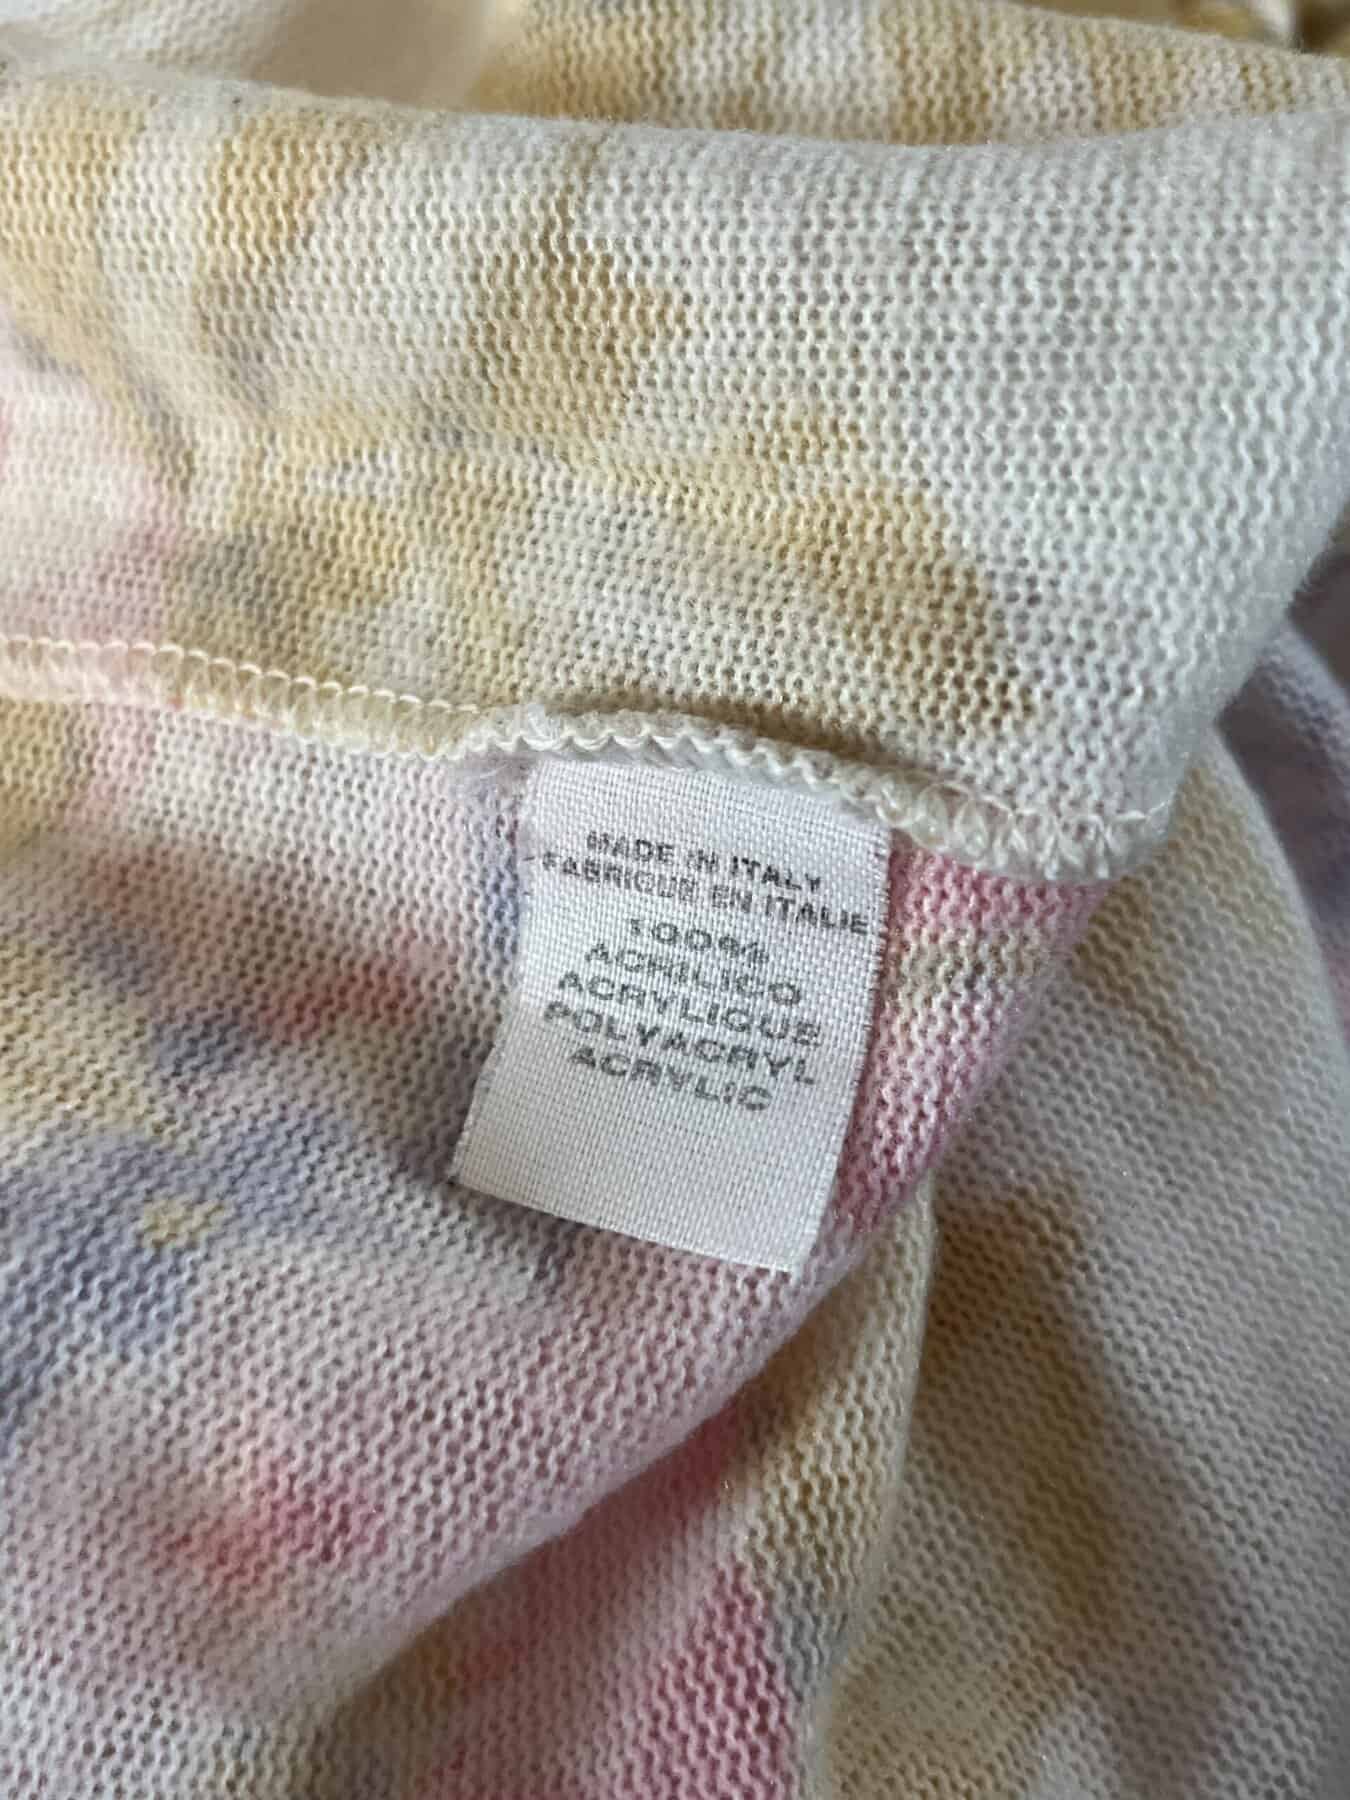 MADE IN ITALY
FABRIQUE EN ITALIE
100%
ACRILICO
ACRYLIQUE
POLYACRYL
ACRYLIC